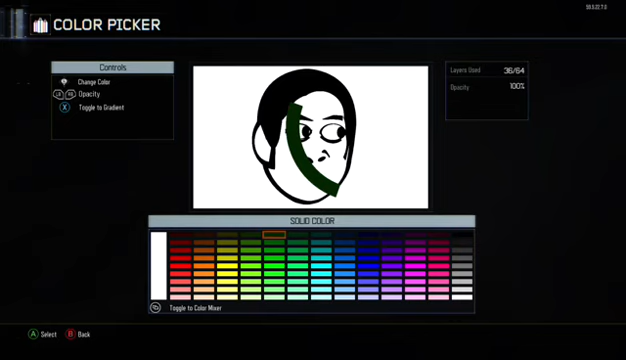 COLOR PICKER
Controls
Change Color
Opacity
X Toggle to Gradient
Layers Used 36/64
Opacity 100%
SOLID COLOR
Toggle to Color Mixer
A Select B Back